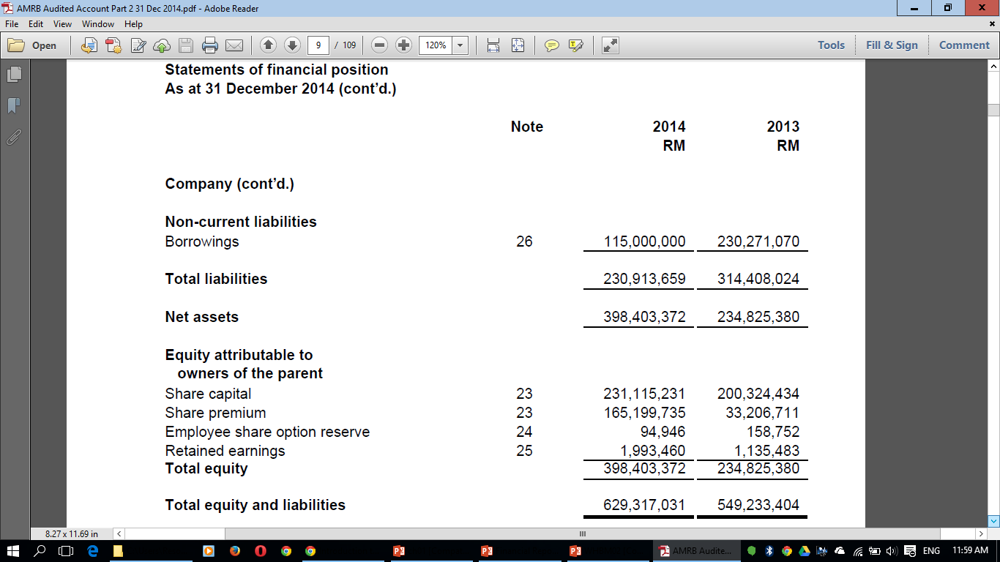 AMRB Audited Account Part 2 31 Dec 2014.pdf - Adobe Reader
File Edit View Window Help
Open 9 / 109 120% Tools Fill & Sign Comment
Statements of financial position
As at 31 December 2014 (cont’d.)
Note 2014 2013
RM RM
Company (cont’d.)
Non-current liabilities
Borrowings 26 115,000,000 230,271,070
Total liabilities 230,913,659 314,408,024
Net assets 398,403,372 234,825,380
Equity attributable to
owners of the parent
Share capital 23 231,115,231 200,324,434
Share premium 23 165,199,735 33,206,711
Employee share option reserve 24 94,946 158,752
Retained earnings 25 1,993,460 1,135,483
Total equity 398,403,372 234,825,380
Total equity and liabilities 629,317,031 549,233,404
8.27 x 11.69 in
AMRB Audite... ENG 11:59 AM